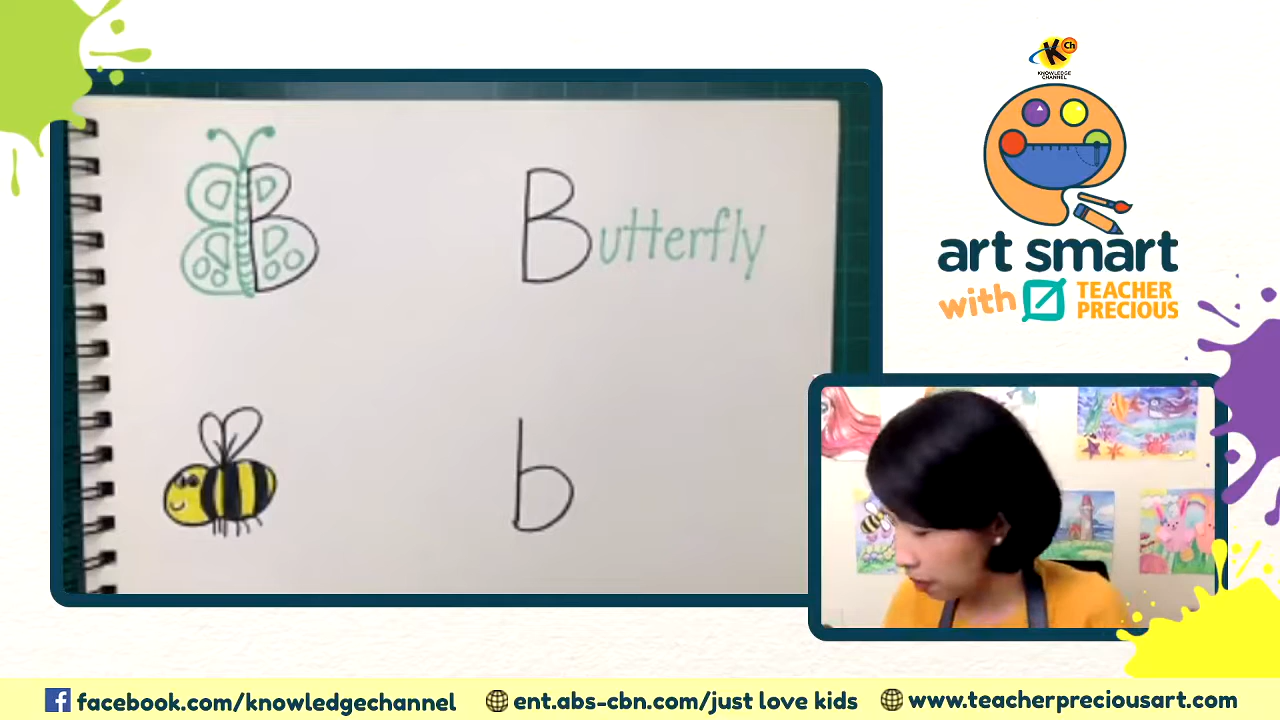 K Ch
KNOWLEDGE
CHANNEL
art smart
with TEACHER
PRECIOUS
B Butterfly
b
facebook.com/knowledgechannel ent.abs-cbn.com/just love kids www.teacherpreciousart.com